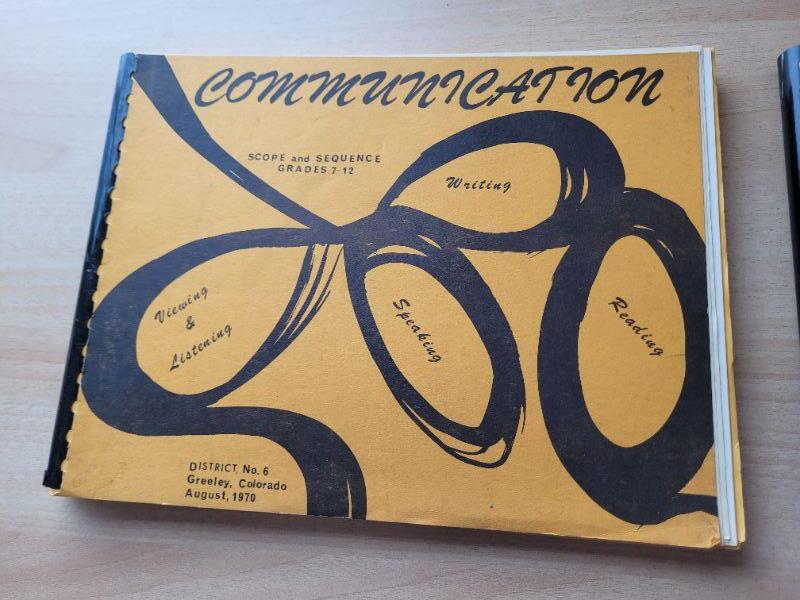 COMMUNICATION
SCOPE and SEQUENCE
GRADES 7-12
Writing
Viewing
&
Listening
Speaking
Reading
DISTRICT, No. 6
Greeley, Colorado
August, 1970